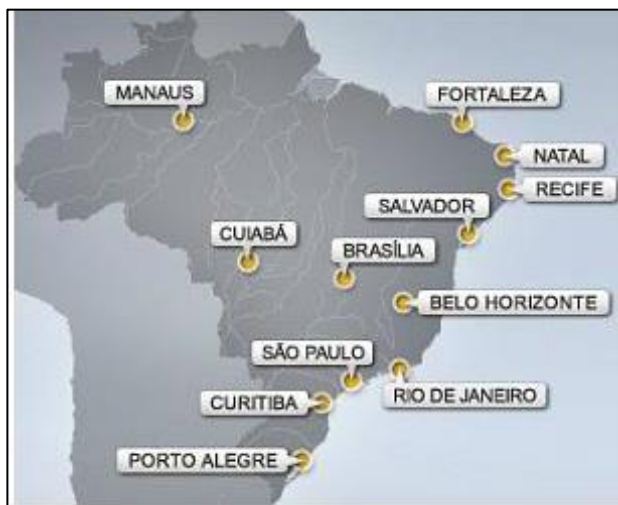 MANAUS
FORTALEZA
NATAL
RECIFE
SALVADOR
CUIABÁ
BRASÍLIA
BELO HORIZONTE
SÃO PAULO
RIO DE JANEIRO
CURITIBA
PORTO ALEGRE